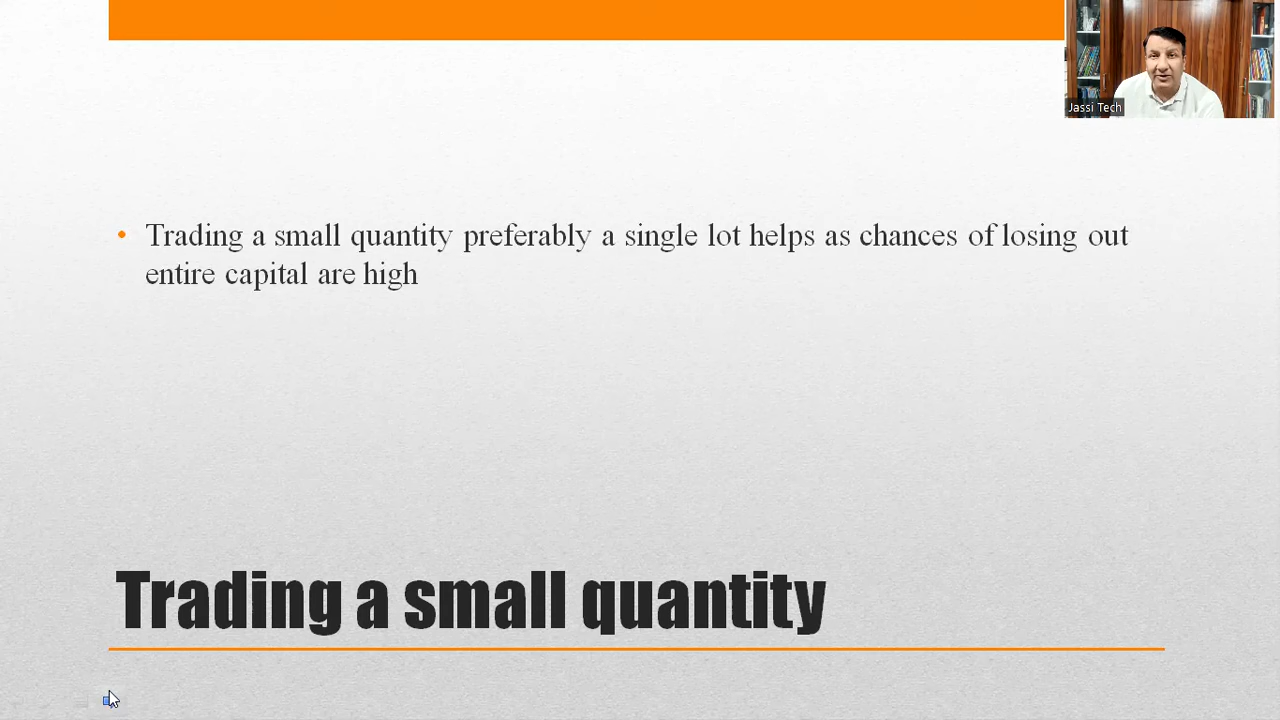 Jassi Tech
• Trading a small quantity preferably a single lot helps as chances of losing out
entire capital are high
Trading a small quantity